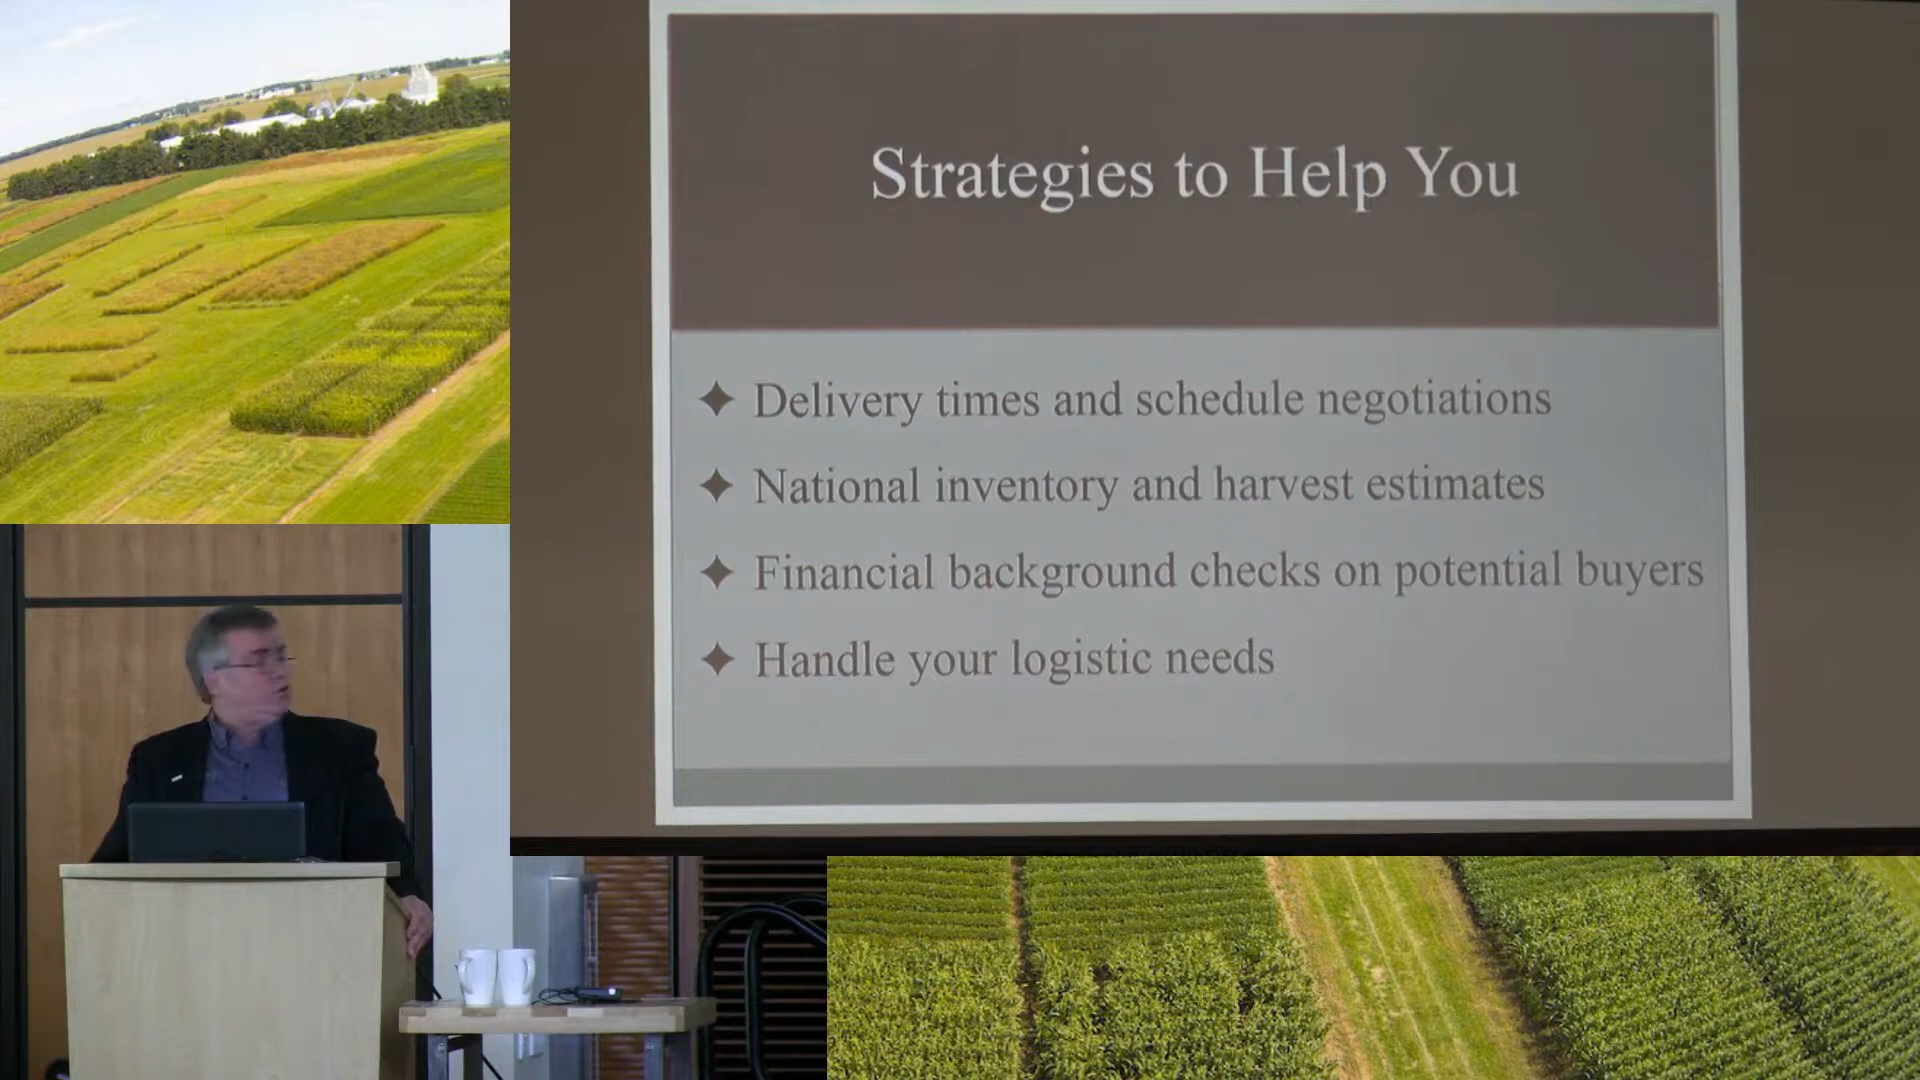 Strategies to Help You
Delivery times and schedule negotiations
National inventory and harvest estimates
Financial background checks on potential buyers
Handle your logistic needs